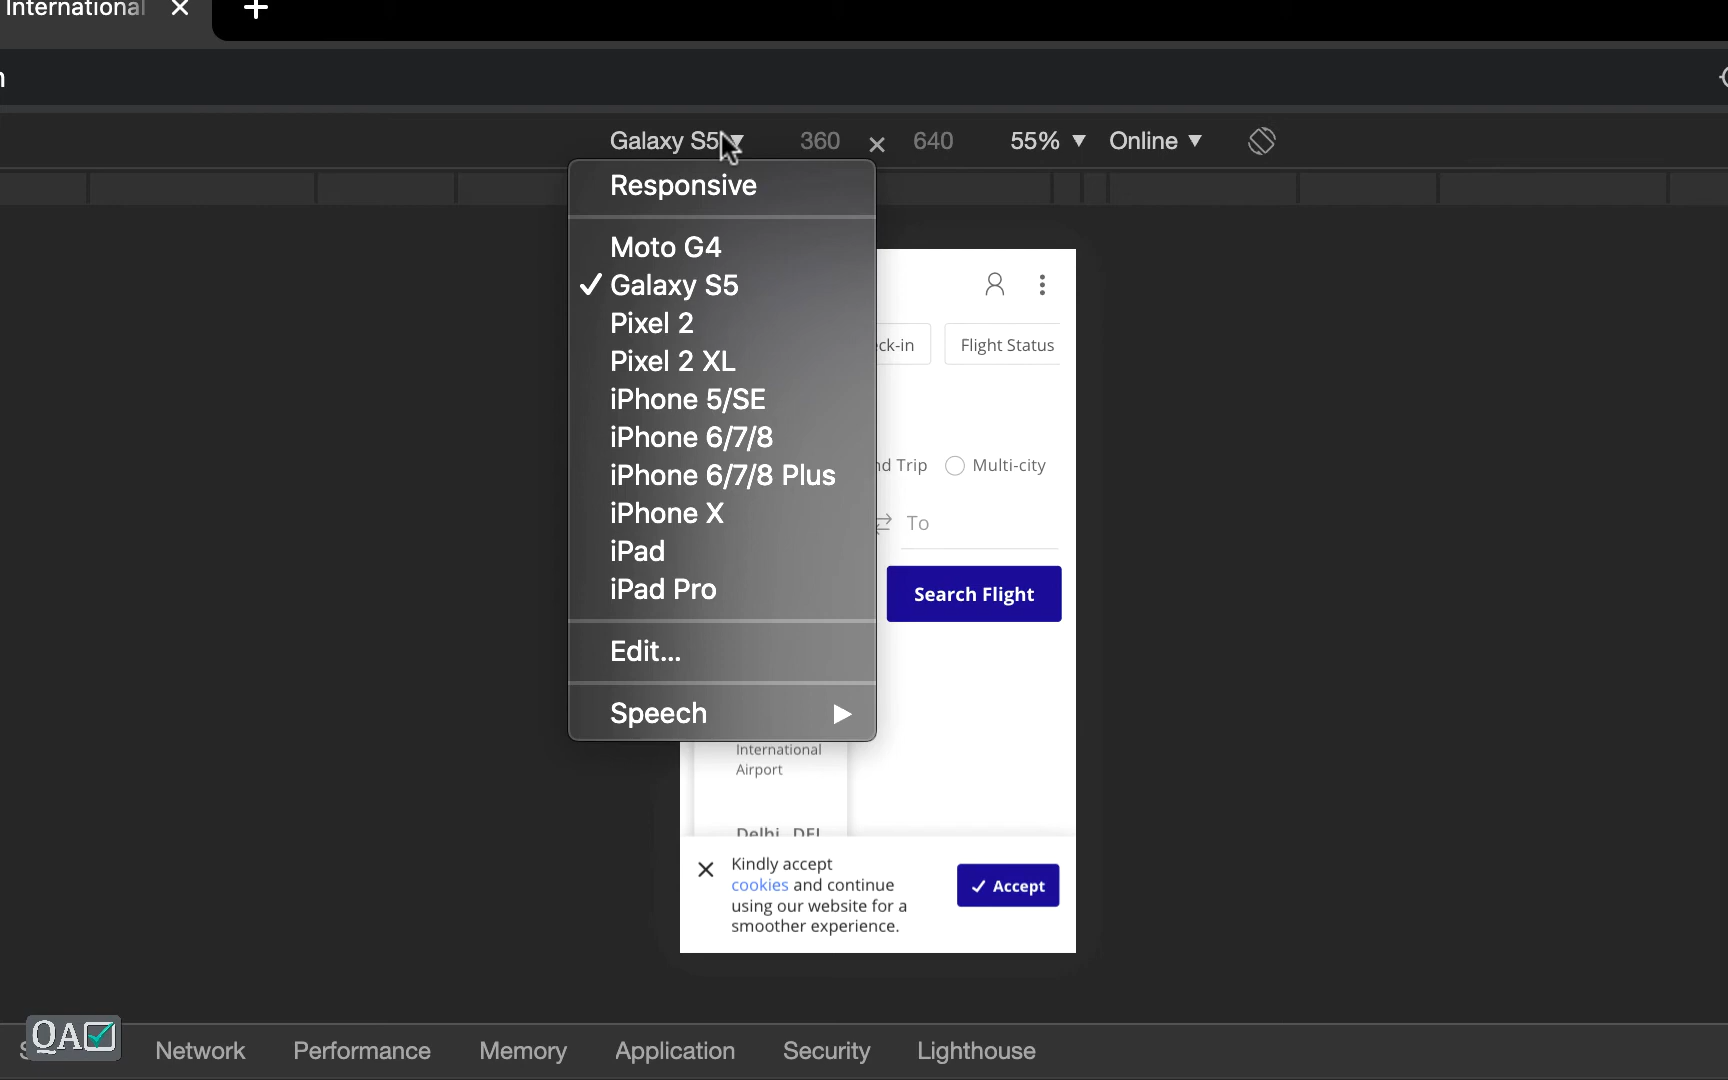 International
Galaxy S5 360 640 55% Online
Responsive
Moto G4
Galaxy S5
Pixel 2
Pixel 2 XL
iPhone 5/SE
iPhone 6/7/8
iPhone 6/7/8 Plus
iPhone X
iPad
iPad Pro
Edit...
Speech
ck-in
Flight Status
nd Trip
Multi-city
To
Search Flight
International
Airport
Delhi, DEL
Kindly accept
cookies and continue
using our website for a
smoother experience.
Accept
QA
Network
Performance
Memory
Application
Security
Lighthouse